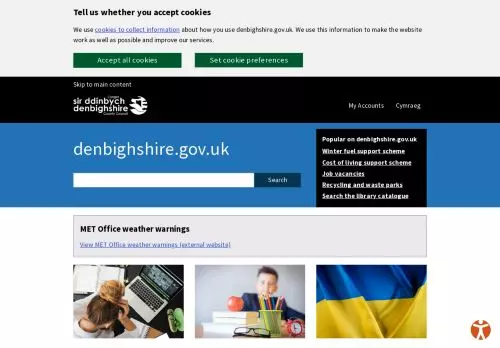 Tell us whether you accept cookies
We use cookies to collect information about how you use denbighshire.gov.uk. We use this information to make the website
work as well as possible and improve our services.
Accept all cookies
Set cookie preferences
Skip to main content
sir ddinbych
denbighshire
County Council
My Accounts
Cymraeg
denbighshire.gov.uk
Search
Popular on denbighshire.gov.uk
Winter fuel support scheme
Cost of living support scheme
Job vacancies
Recycling and waste parks
Search the library catalogue
MET Office weather warnings
View MET Office weather warnings (external website)